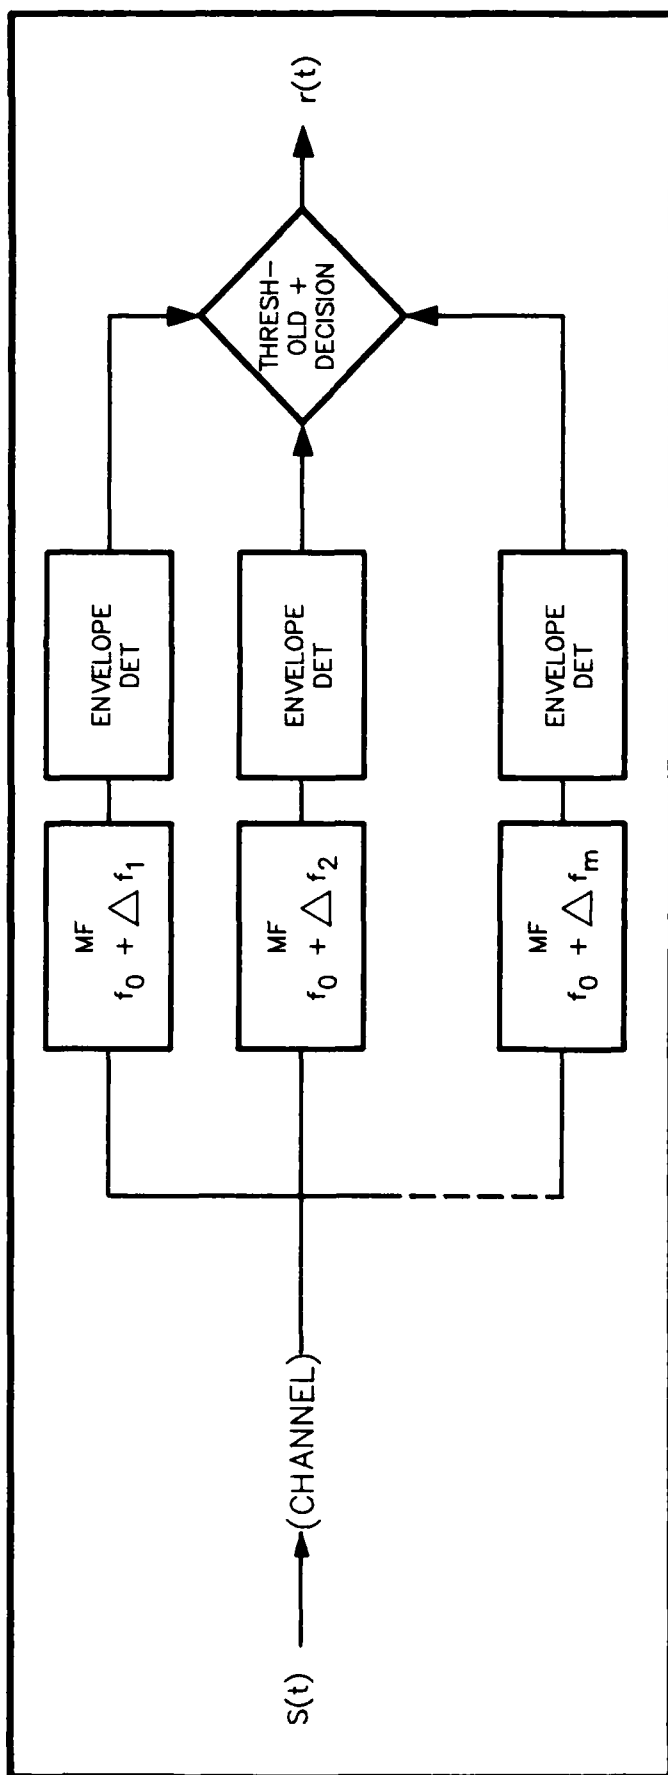 S(t)
(CHANNEL)
MF
f₀ + △ f₁
ENVELOPE
DET
MF
f₀ + △ f₂
ENVELOPE
DET
MF
f₀ + △ fₘ
ENVELOPE
DET
THRESH-
OLD +
DECISION
r(t)